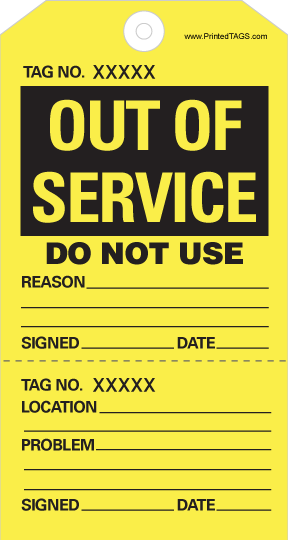 www.PrintedTAGS.com
TAG NO. XXXXX
OUT OF
SERVICE
DO NOT USE
REASON
SIGNED DATE
TAG NO. XXXXX
LOCATION
PROBLEM
SIGNED DATE